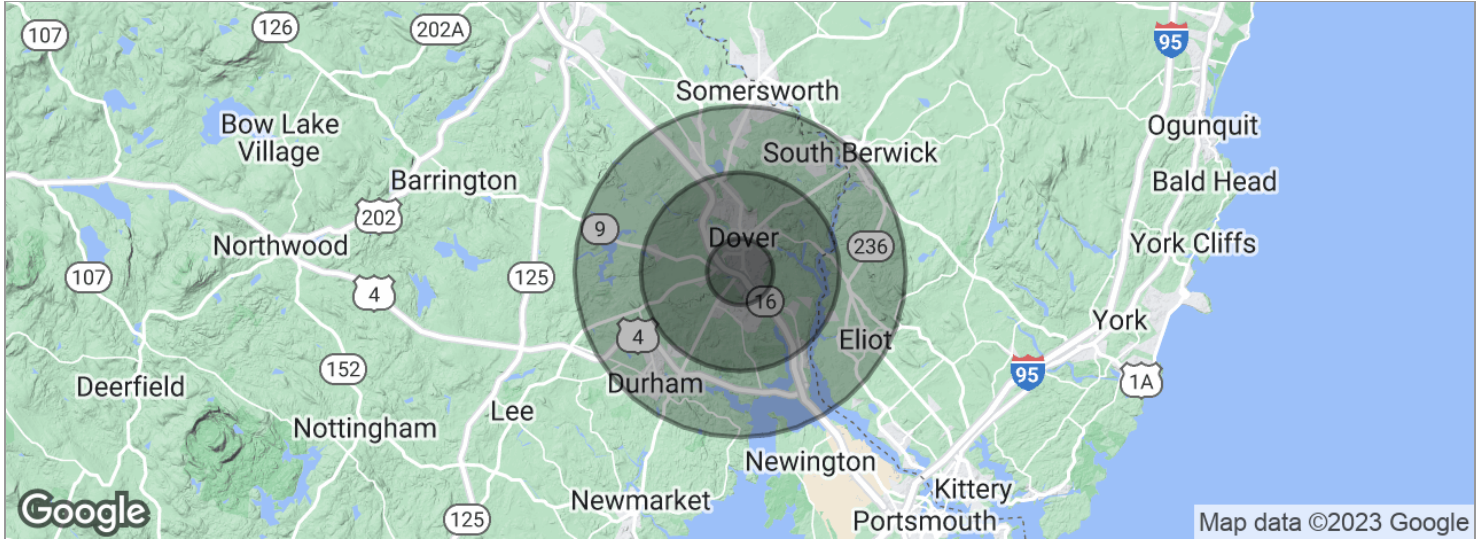 107
126
202A
95
Somersworth
Bow Lake
Village
Ogunquit
South Berwick
Barrington
Bald Head
202
9
Northwood
Dover
236
York Cliffs
107
125
4
16
York
4
Eliot
152
95
1A
Deerfield
Durham
Lee
Nottingham
Newington
Kittery
Newmarket
Google
125
Portsmouth
Map data ©2023 Google